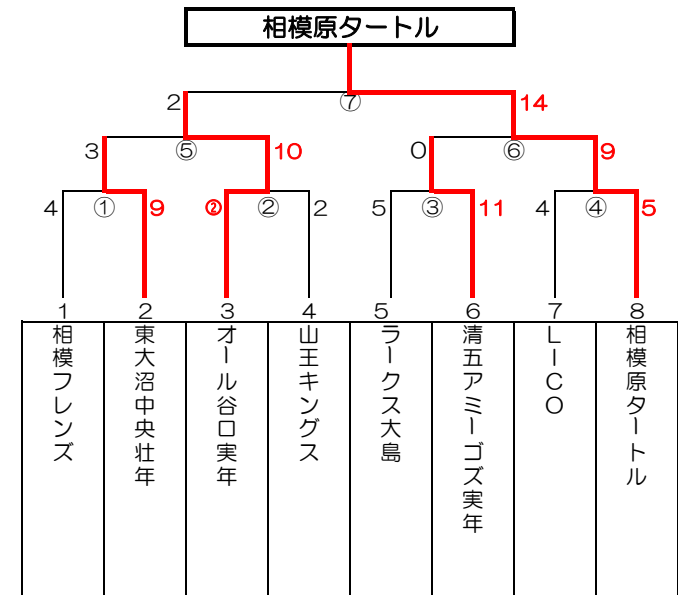 相模原タートル
2 ⑦ 14
3 ⑤ 10 0 ⑥ 9
4 ① 9 ② ② 2 5 ③ 11 4 ④ 5
1 2 3 4 5 6 7 8
相模フレンズ
東大沼中央壮年
オール谷口実年
山王キングス
ラークス大島
清五アミーゴズ実年
LICO
相模原タートル